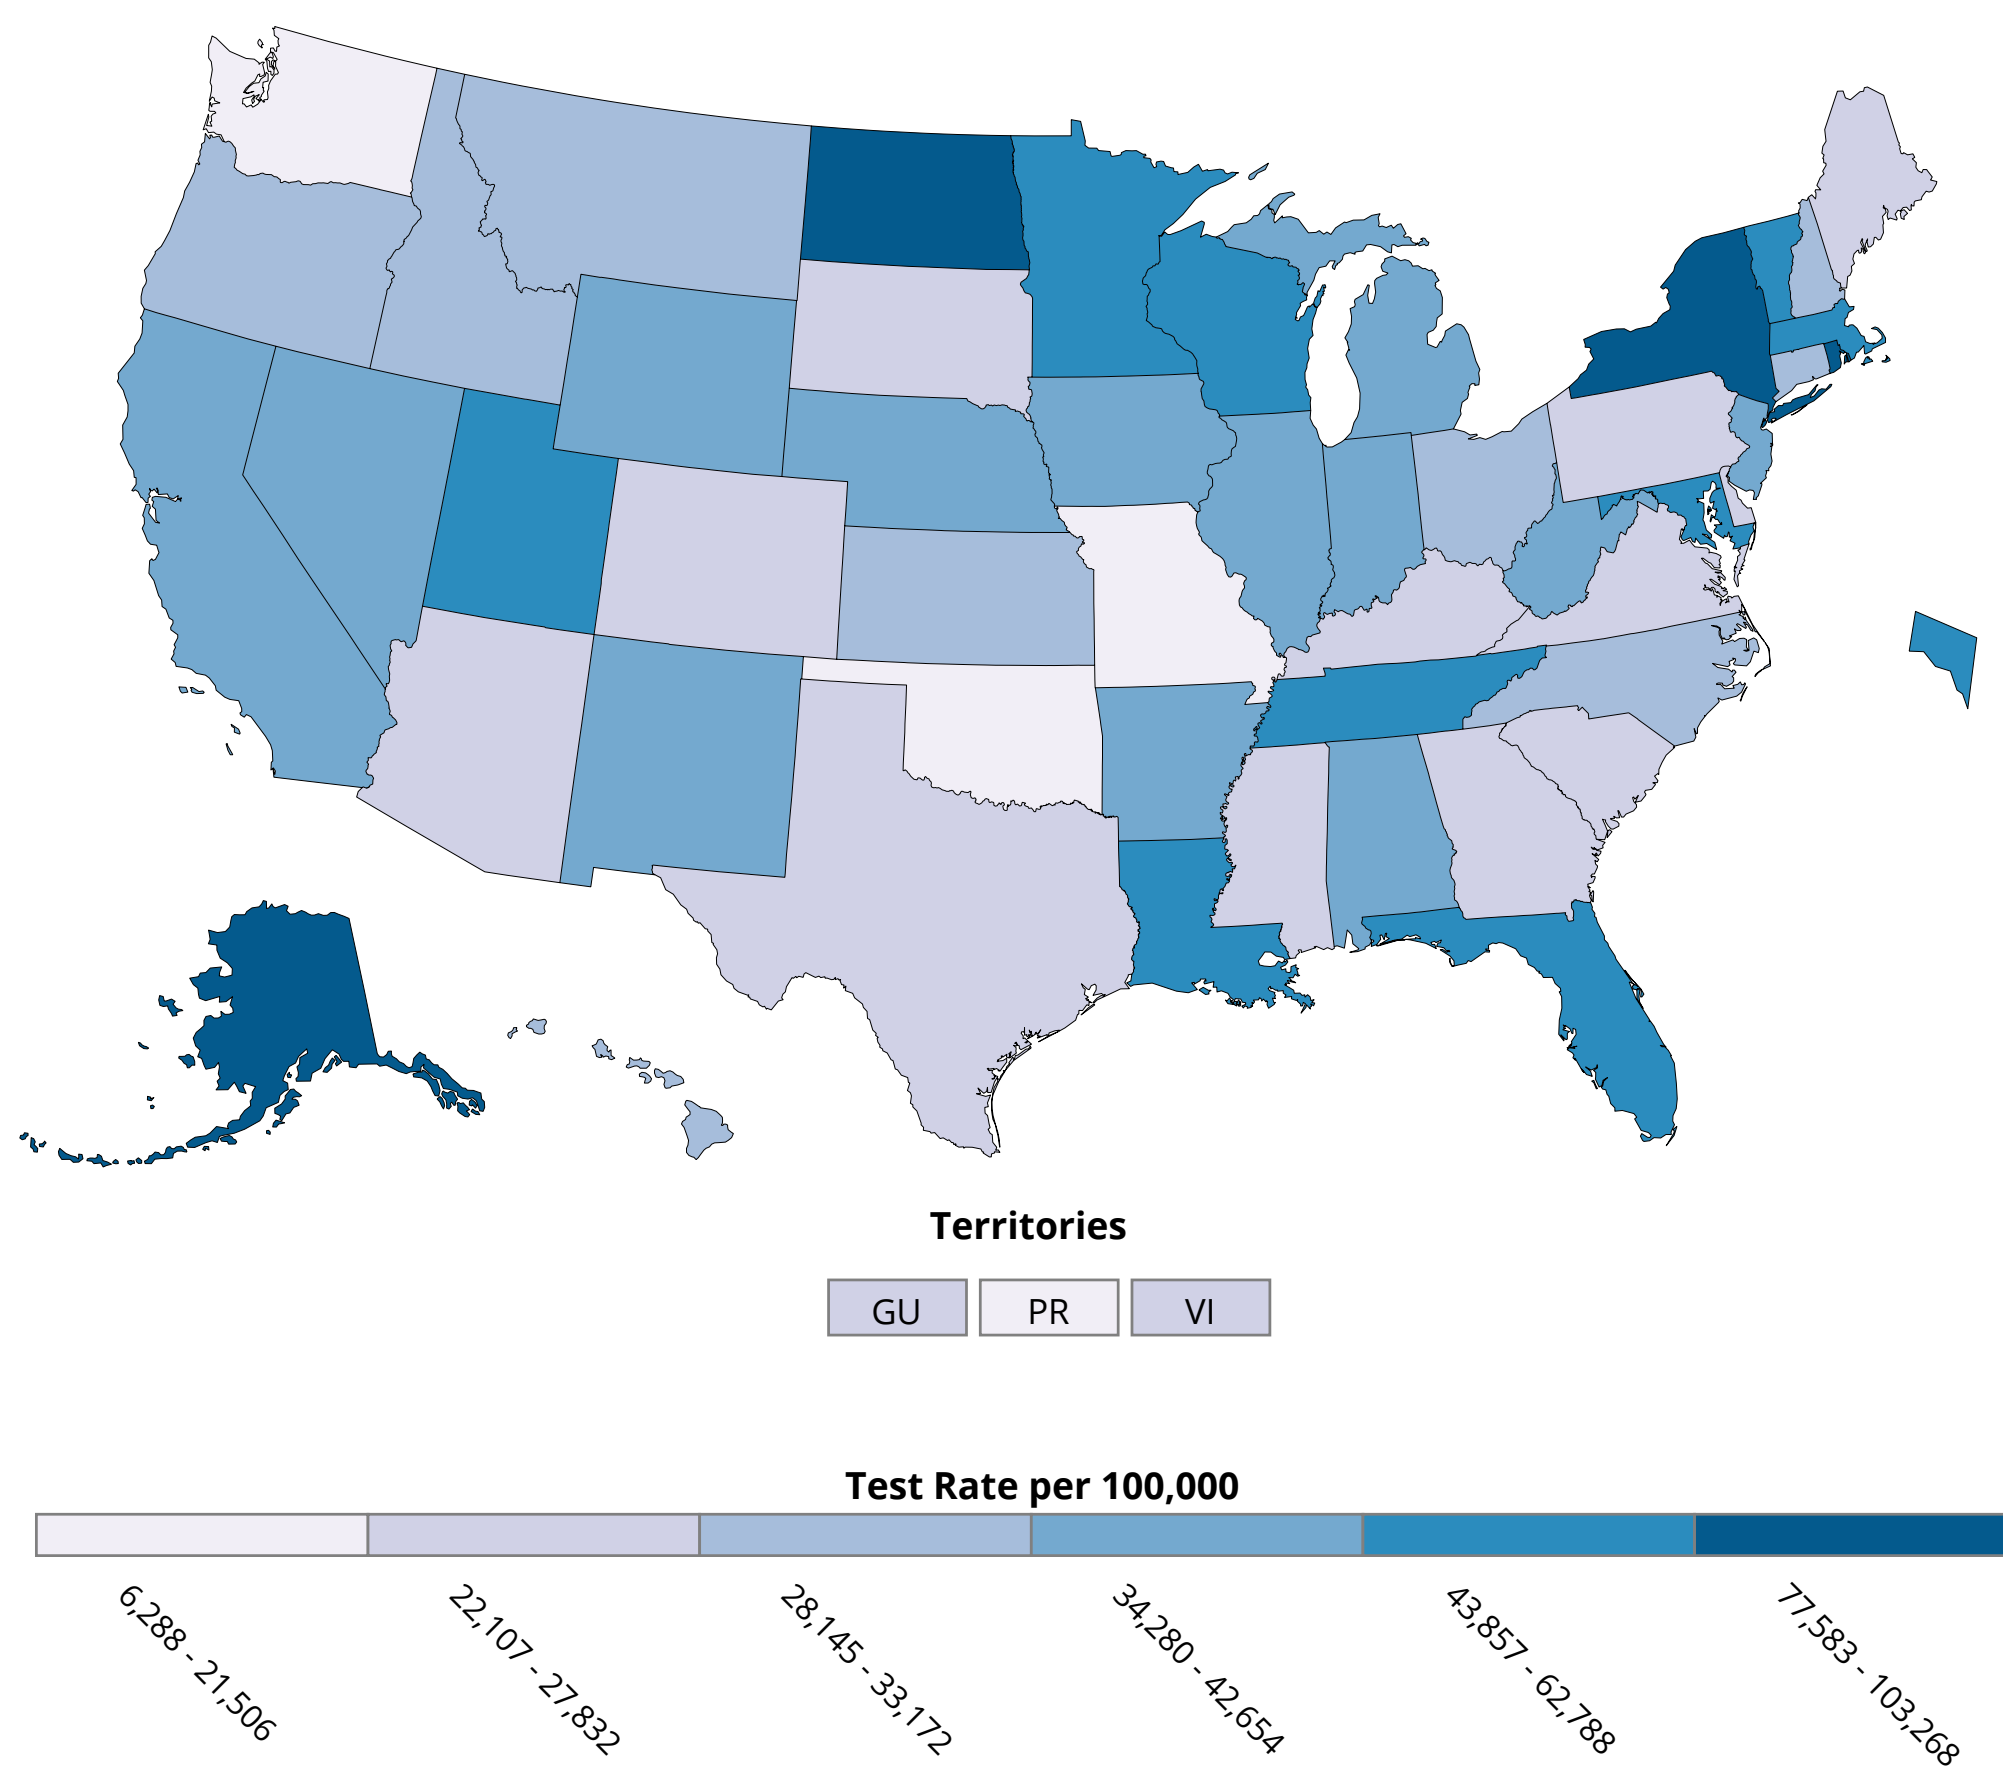 Territories
GU PR VI
Test Rate per 100,000
6,288 - 21,506
22,107 - 27,832
28,145 - 33,172
34,280 - 42,654
43,857 - 62,788
77,583 - 103,268